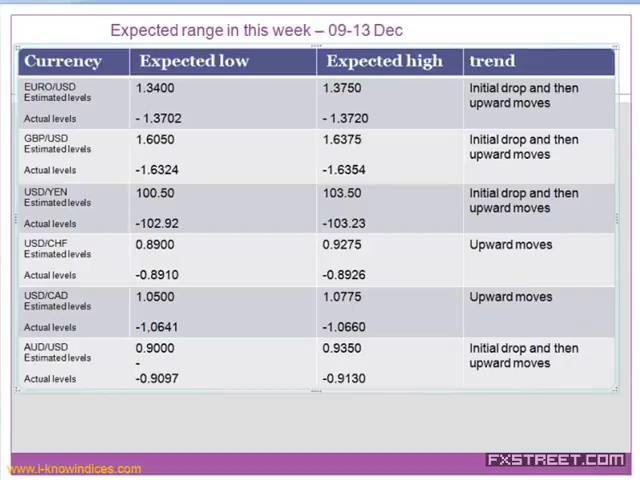 Expected range in this week – 09-13 Dec
Currency Expected low Expected high trend
EURO/USD 1.3400 1.3750 Initial drop and then
Estimated levels upward moves
Actual levels - 1.3702 - 1.3720
GBP/USD 1.6050 1.6375 Initial drop and then
Estimated levels upward moves
Actual levels -1.6324 -1.6354
USD/YEN 100.50 103.50 Initial drop and then
Estimated levels upward moves
Actual levels -102.92 -103.23
USD/CHF 0.8900 0.9275 Upward moves
Estimated levels
Actual levels -0.8910 -0.8926
USD/CAD 1.0500 1.0775 Upward moves
Estimated levels
Actual levels -1,0641 -1.0660
AUD/USD 0.9000 0.9350 Initial drop and then
Estimated levels - upward moves
Actual levels -0.9097 -0.9130
www.i-knowindices.com
FXSTREET.COM